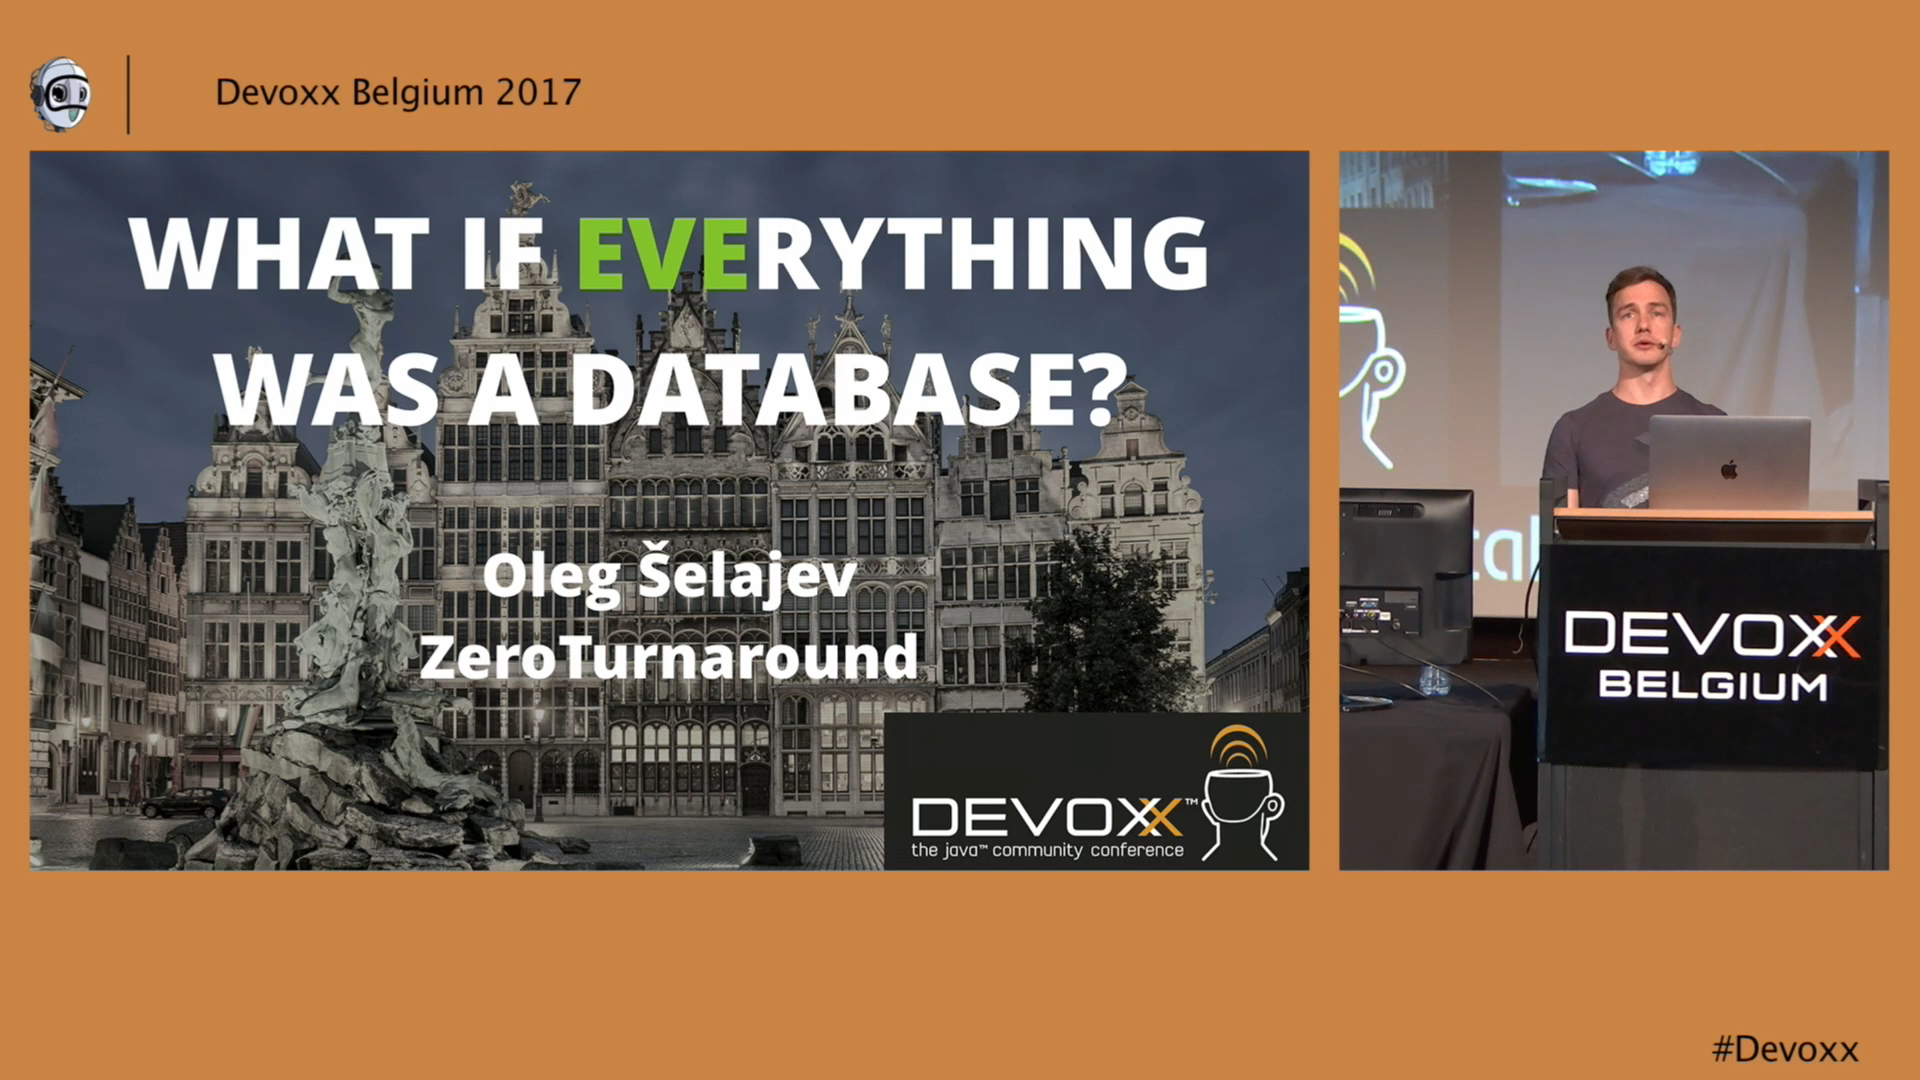 Devoxx Belgium 2017
WHAT IF EVERYTHING
WAS A DATABASE?
Oleg Šelajev
ZeroTurnaround
DEVOXX™
the java™ community conference
tal
DEVOXX
BELGIUM
#Devoxx